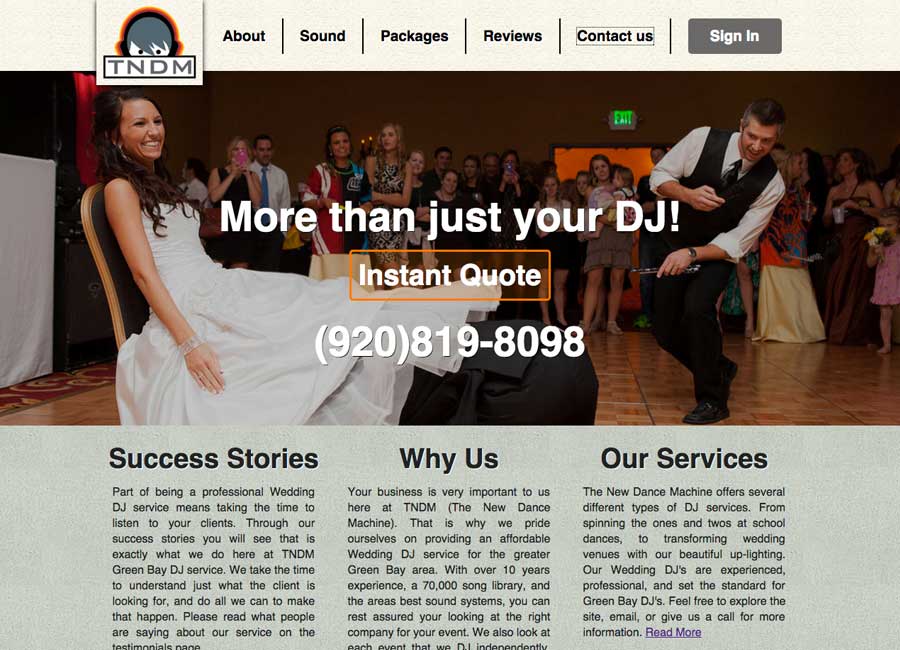 TNDM
About
Sound
Packages
Reviews
Contact us
Sign In
EXIT
More than just your DJ!
Instant Quote
(920)819-8098
Success Stories
Part of being a professional Wedding
DJ service means taking the time to
listen to your clients. Through our
success stories you will see that is
exactly what we do here at TNDM
Green Bay DJ service. We take the time
to understand just what the client is
looking for, and do all we can to make
that happen. Please read what people
are saying about our service on the
testimonials page.
Why Us
Your business is very important to us
here at TNDM (The New Dance
Machine). That is why we pride
ourselves on providing an affordable
Wedding DJ service for the greater
Green Bay area. With over 10 years
experience, a 70,000 song library, and
the areas best sound systems, you can
rest assured your looking at the right
company for your event. We also look at
each event that we DJ independently,
Our Services
The New Dance Machine offers several
different types of DJ services. From
spinning the ones and twos at school
dances, to transforming wedding
venues with our beautiful up-lighting.
Our Wedding DJ's are experienced,
professional, and set the standard for
Green Bay DJ's. Feel free to explore the
site, email, or give us a call for more
information. Read More